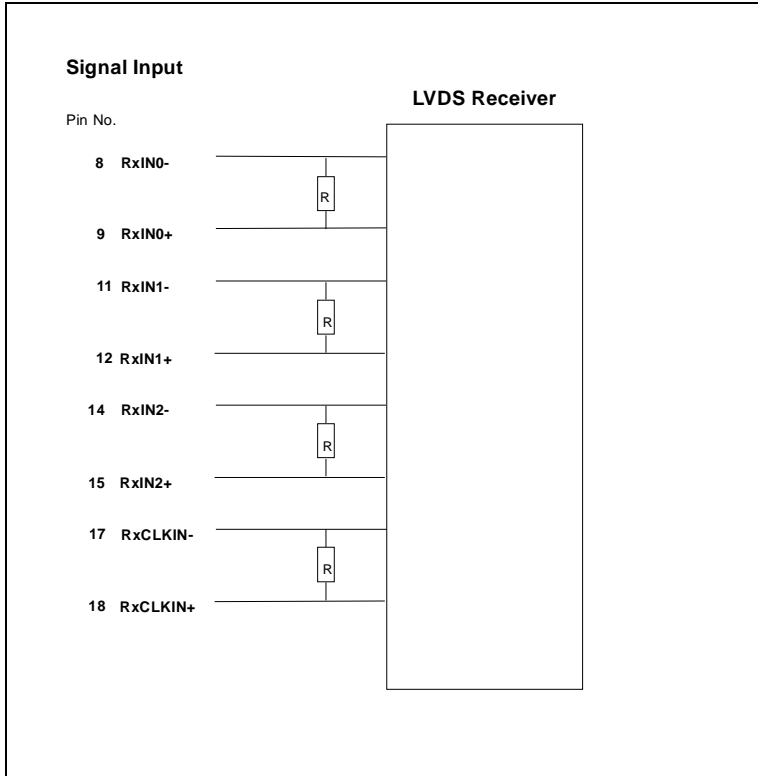 Signal Input
LVDS Receiver
Pin No.
8 RxIN0-
R
9 RxIN0+
11 RxIN1-
R
12 RxIN1+
14 RxIN2-
R
15 RxIN2+
17 RxCLKIN-
R
18 RxCLKIN+